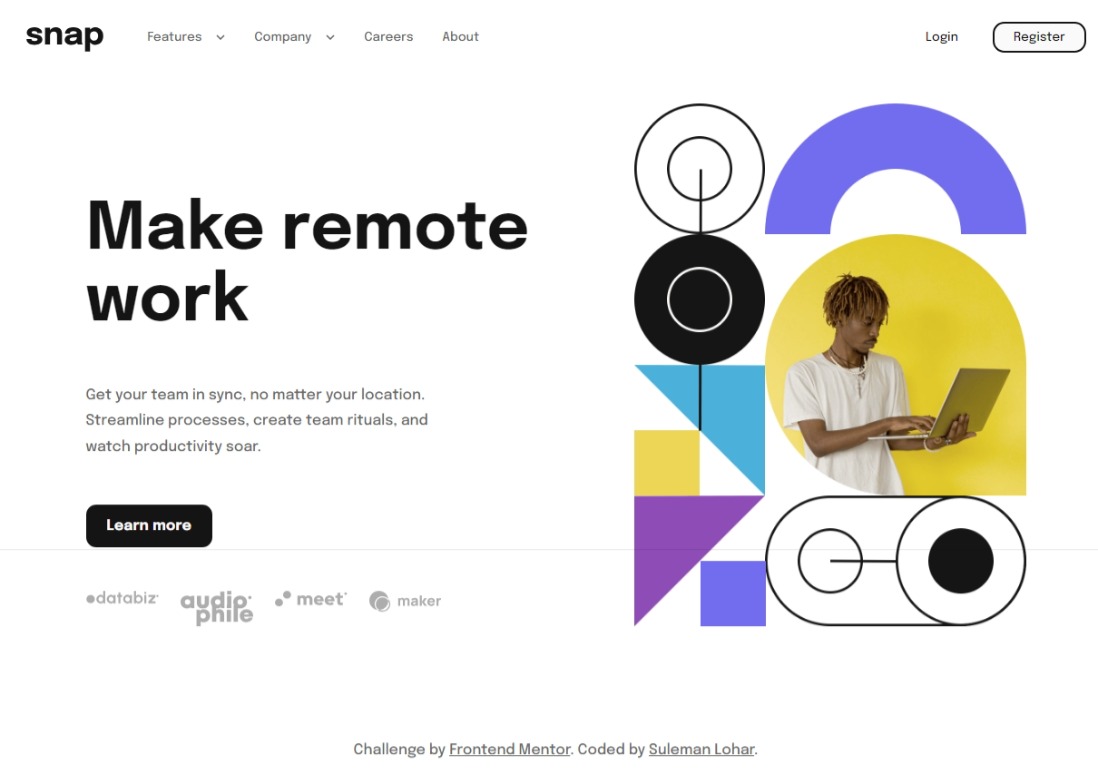 snap
Features
Company
Careers
About
Login
Register
Make remote
work
Get your team in sync, no matter your location.
Streamline processes, create team rituals, and
watch productivity soar.
Learn more
databiz
audio
phile
meet
maker
Challenge by Frontend Mentor. Coded by Suleman Lohar.